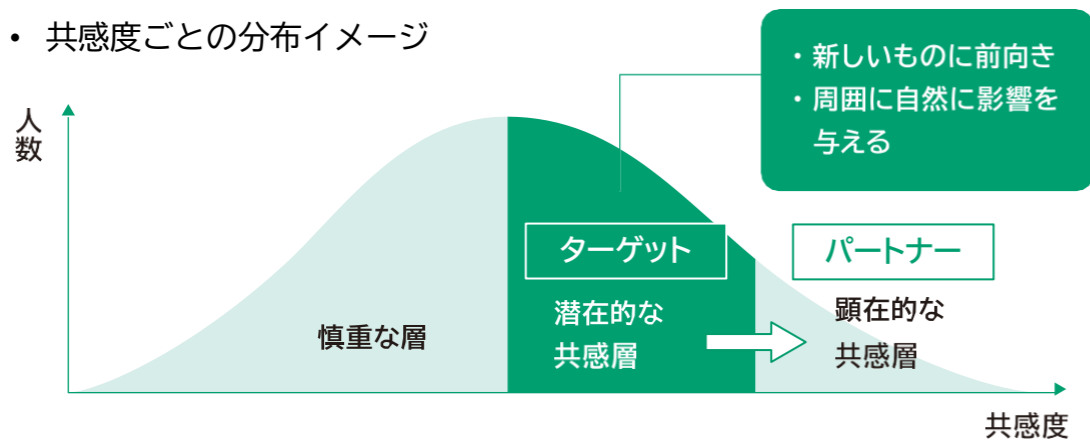 • 共感度ごとの分布イメージ
・新しいものに前向き
・周囲に自然に影響を
与える
人数
ターゲット
パートナー
慎重な層
潜在的な
共感層
顕在的な
共感層
共感度